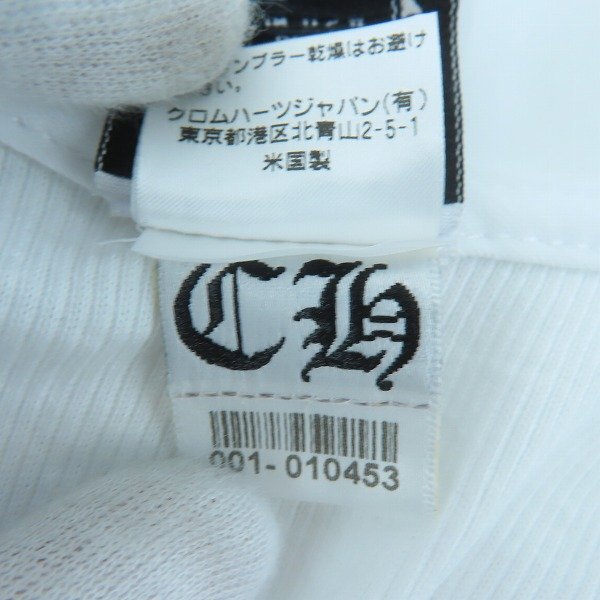 ンブラー乾燥はお避け
い。
クロムハーツジャパン(有)
東京都港区北青山2-5-1
米国製
CH
001-010453